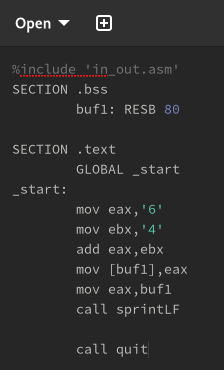 Open
%include 'in_out.asm'
SECTION .bss
buf1: RESB 80
SECTION .text
GLOBAL _start
_start:
mov eax,'6'
mov ebx,'4'
add eax,ebx
mov [buf1],eax
mov eax,buf1
call sprintLF
call quit